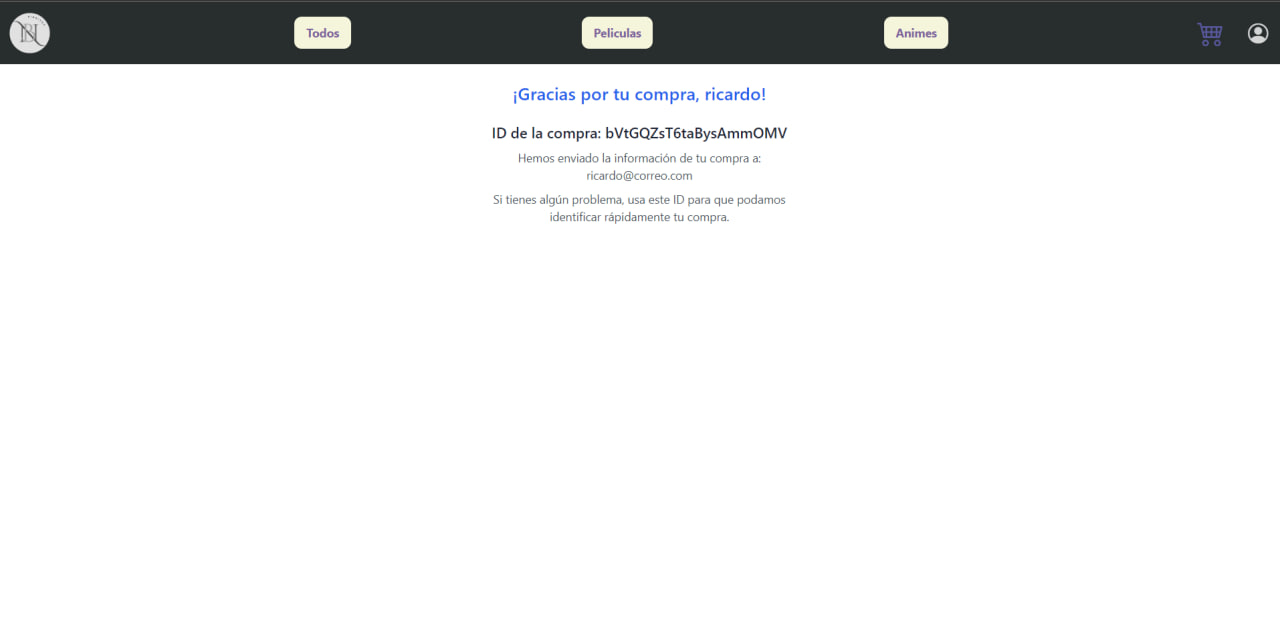 Todos
Peliculas
Animes
¡Gracias por tu compra, ricardo!
ID de la compra: bVtGQZsT6taBysAmmOMV
Hemos enviado la información de tu compra a:
ricardo@correo.com
Si tienes algún problema, usa este ID para que podamos
identificar rápidamente tu compra.